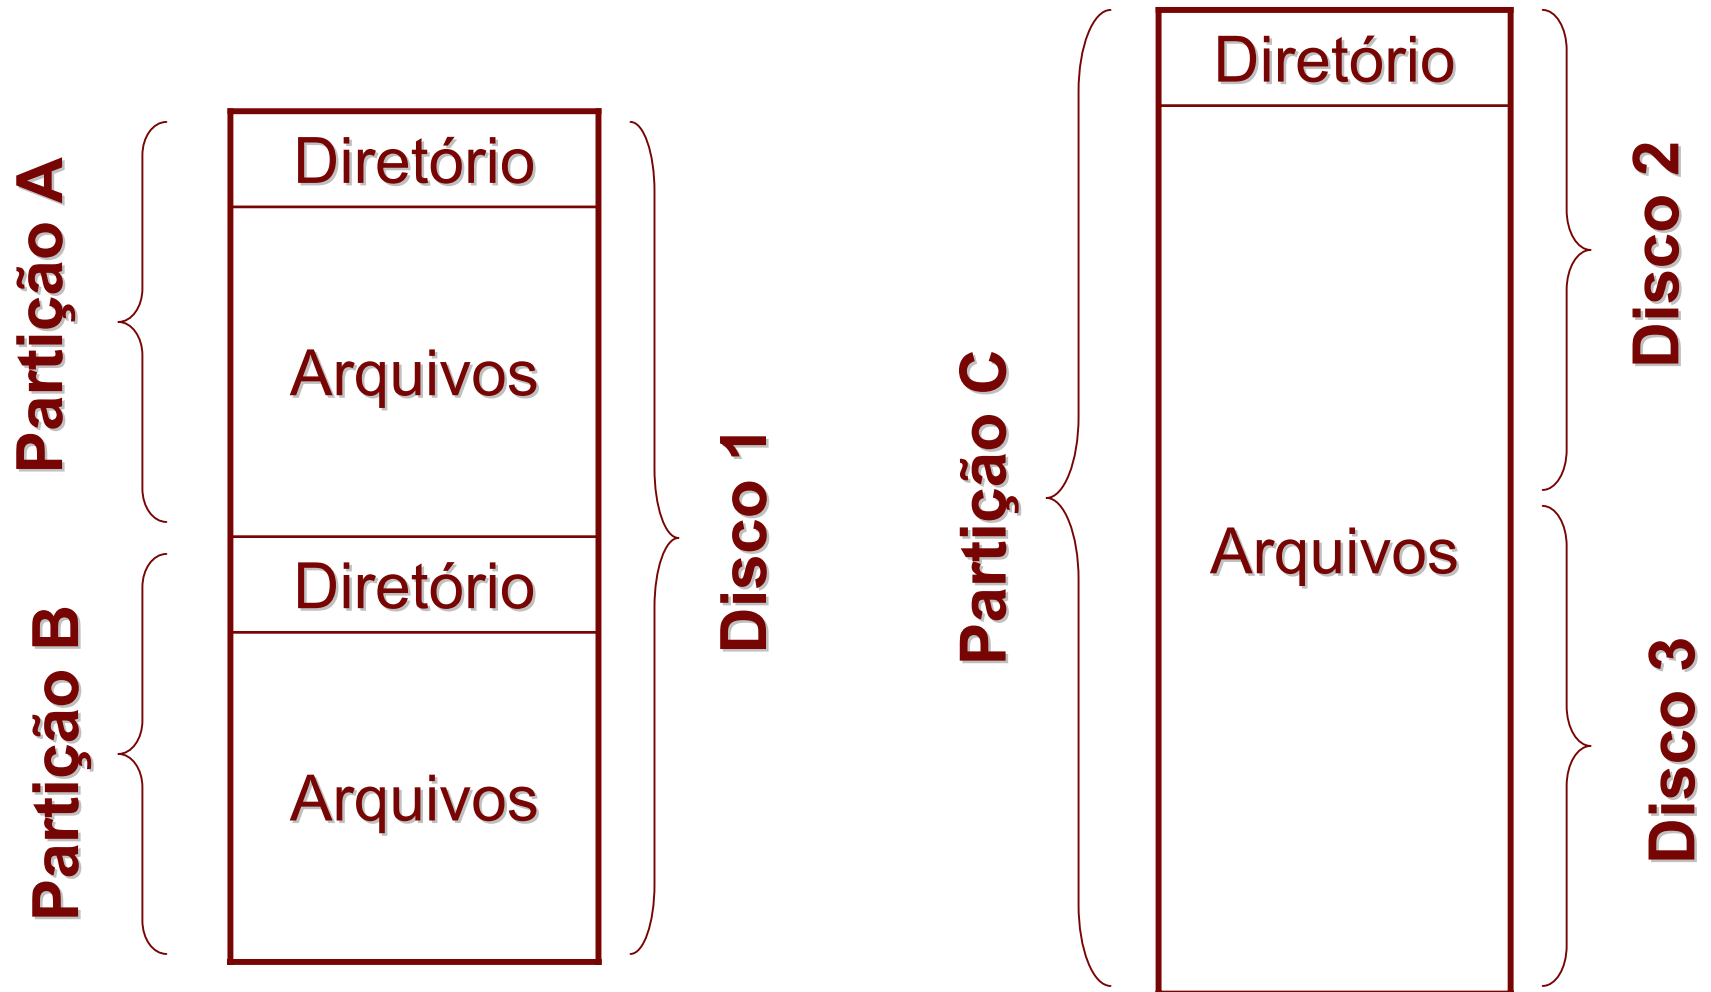 Partição A
Diretório
Arquivos
Partição B
Diretório
Arquivos
Disco 1
Partição C
Diretório
Arquivos
Disco 2
Disco 3